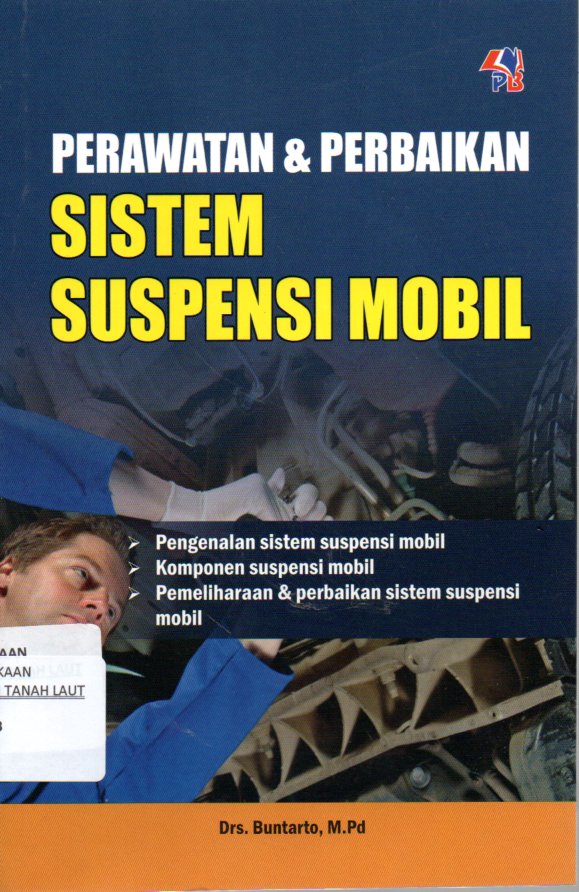 PB
PERAWATAN & PERBAIKAN
SISTEM
SUSPENSI MOBIL
Pengenalan sistem suspensi mobil
Komponen suspensi mobil
Pemeliharaan & perbaikan sistem suspensi
mobil
AAN
KAAN
TANAH LAUT
Drs. Buntarto, M.Pd